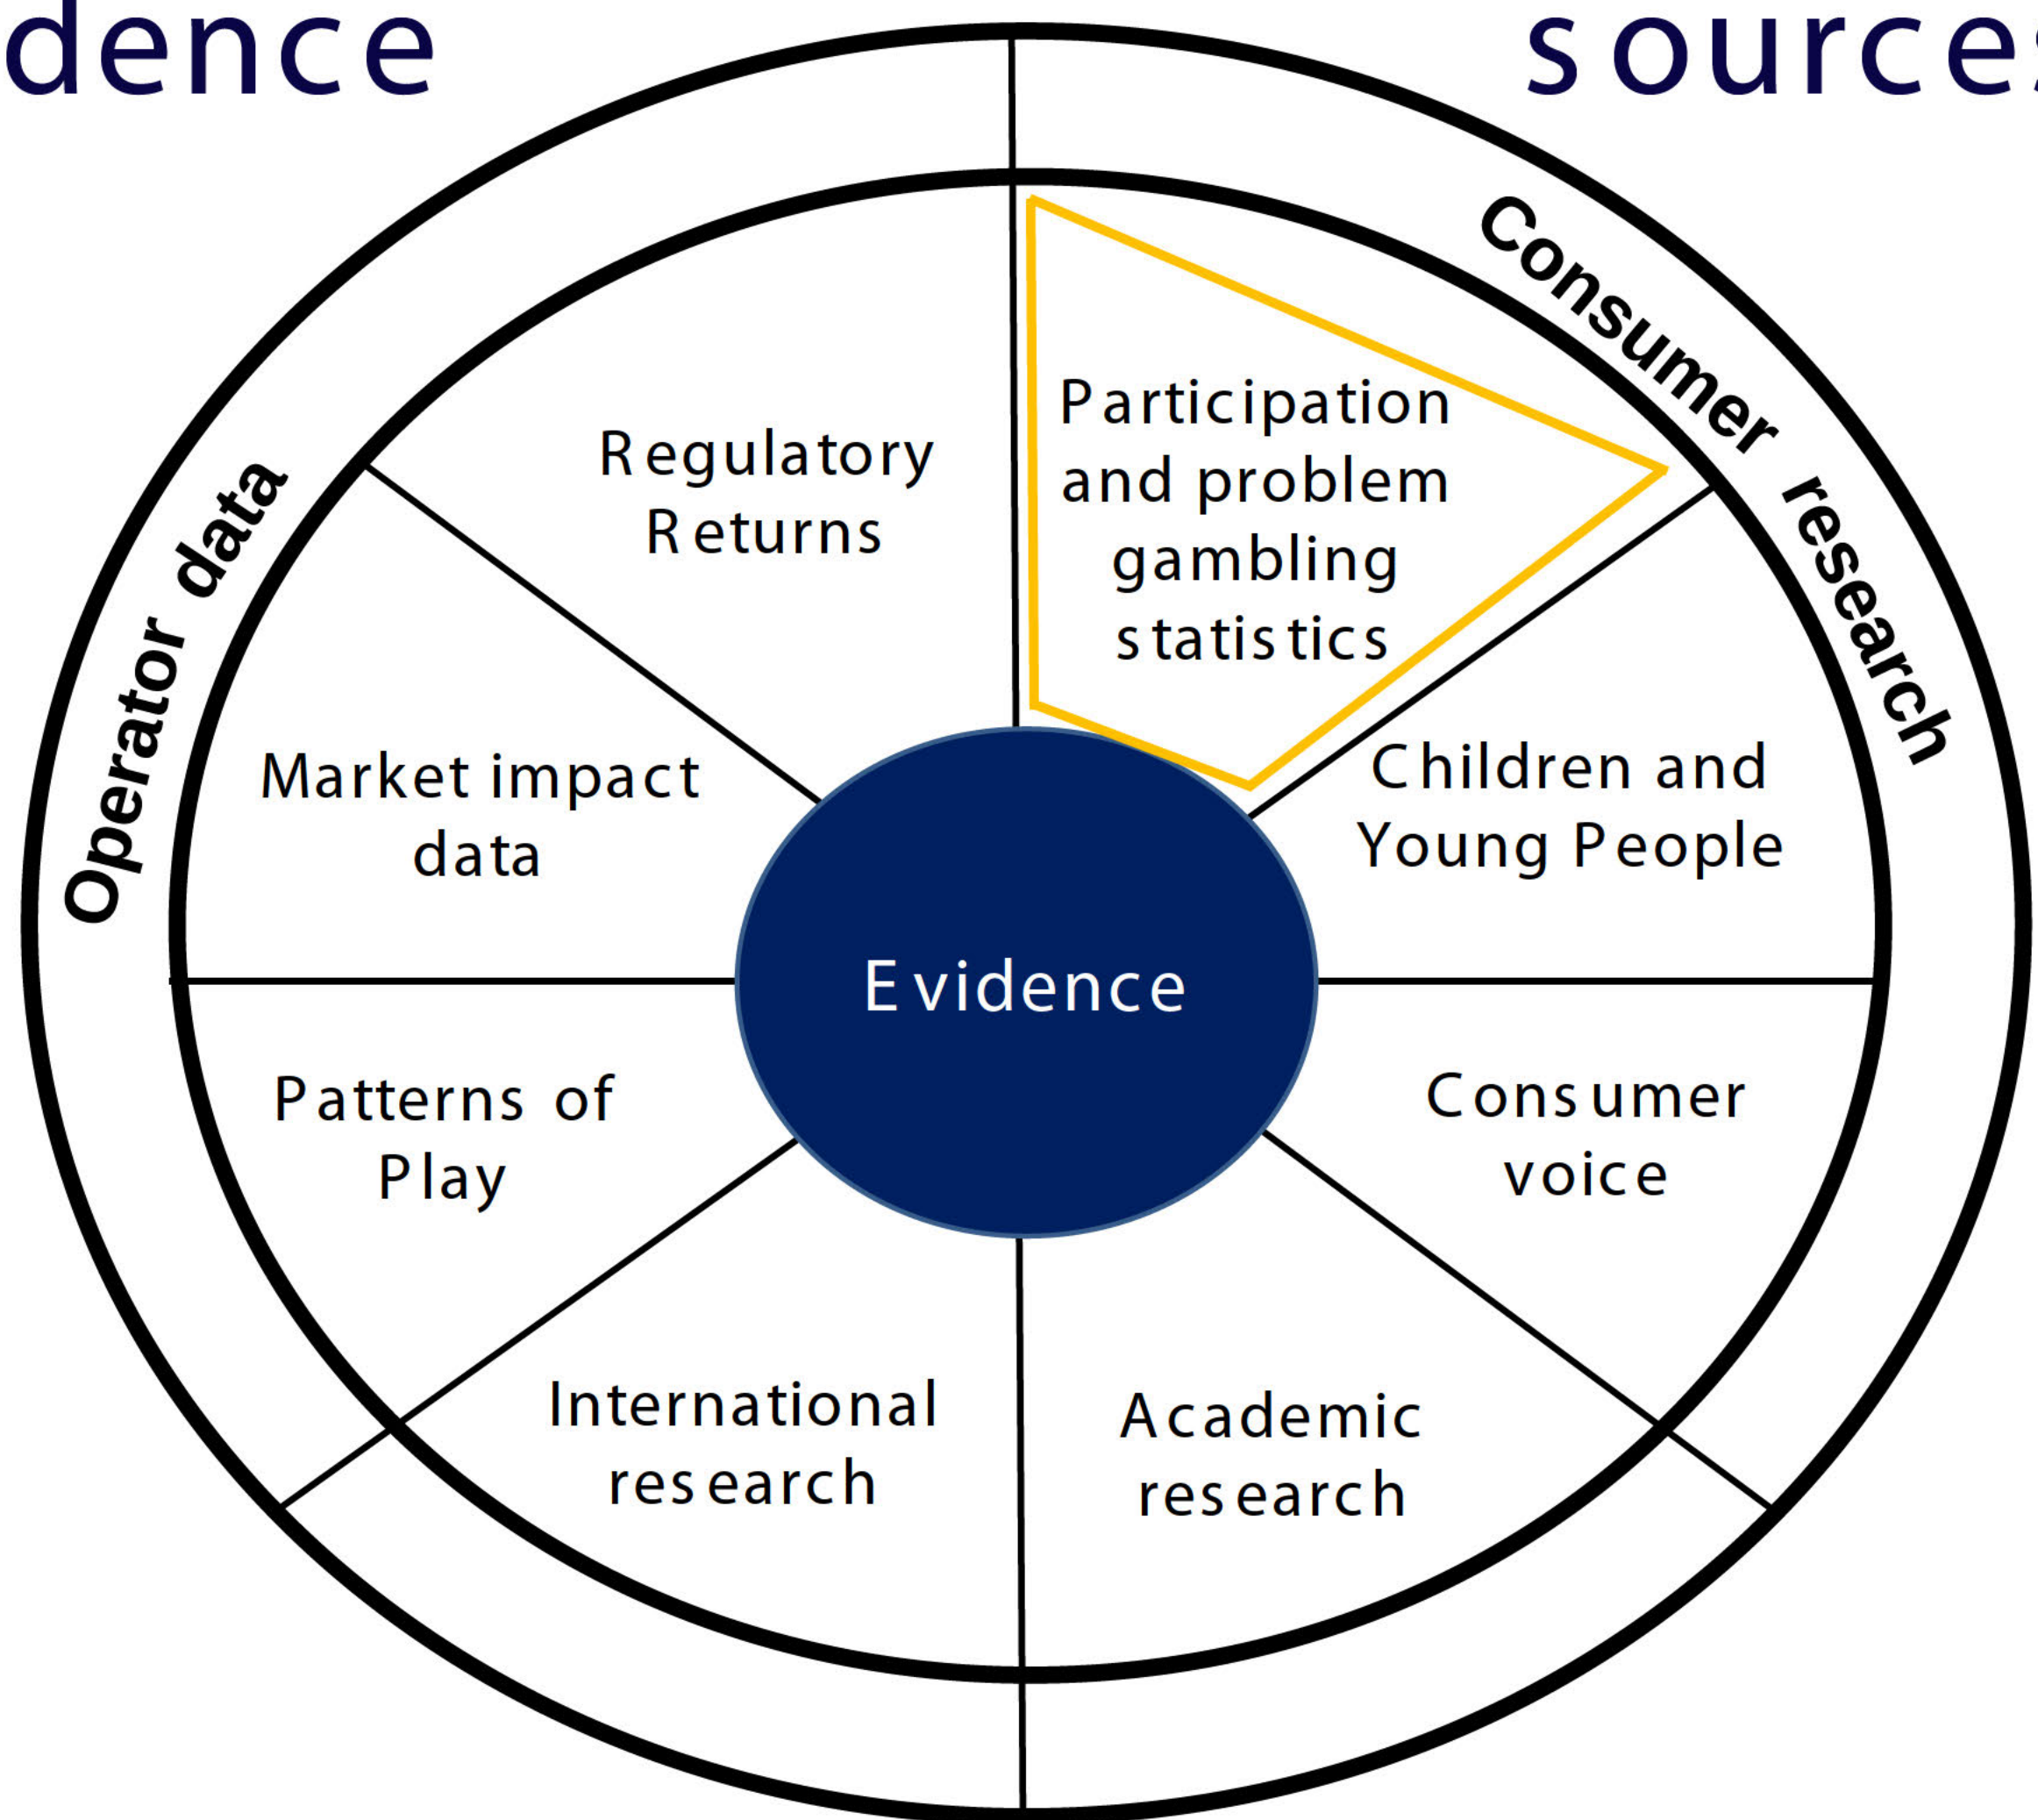 dence sources
Consumer research
Operator data
Regulatory
Returns
Participation
and problem
gambling
statistics
Market impact
data
Children and
Young People
Evidence
Patterns of
Play
Consumer
voice
International
research
Academic
research